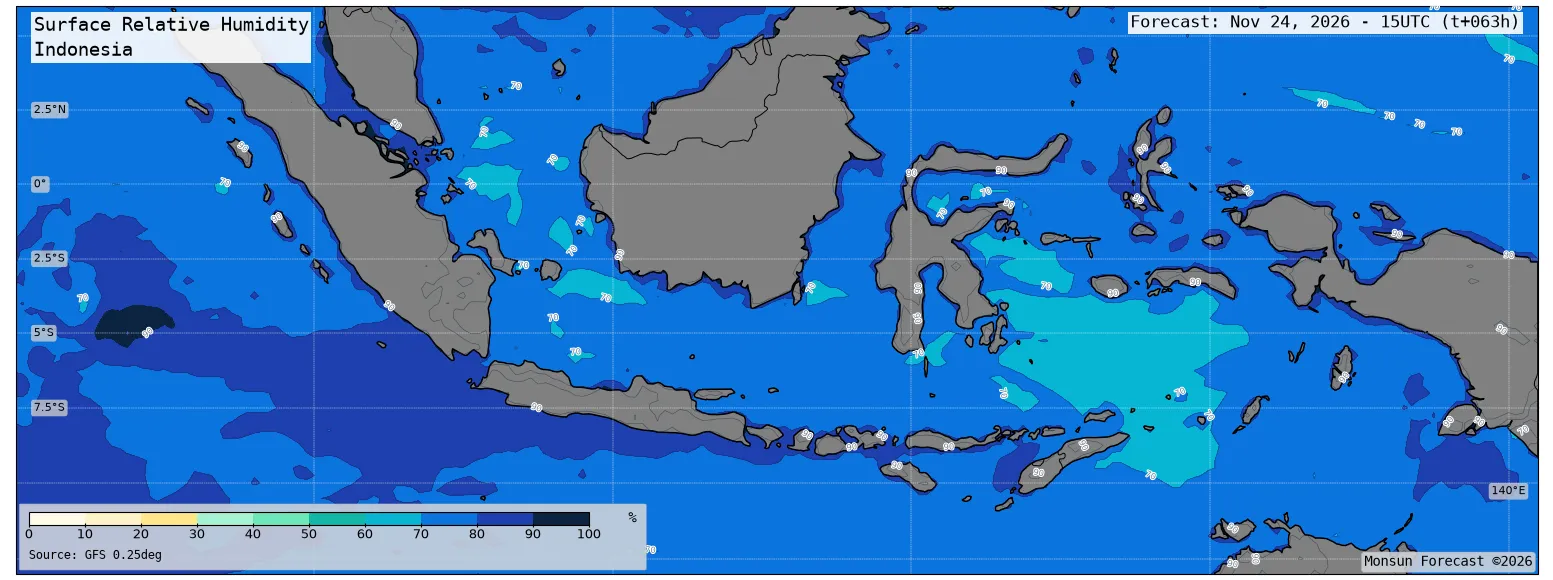 Surface Relative Humidity
Indonesia
Forecast: Nov 24, 2026 - 15UTC (t+063h)
2.5°N
0°
2.5°S
5°S
7.5°S
140°E
%
0 10 20 30 40 50 60 70 80 90 100
Source: GFS 0.25deg
Monsun Forecast ©2026